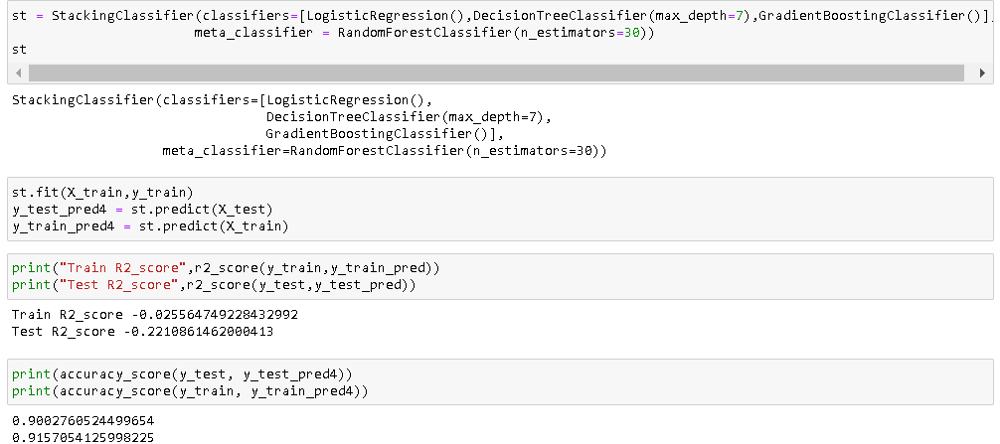 st = StackingClassifier(classifiers=[LogisticRegression(),DecisionTreeClassifier(max_depth=7),GradientBoostingClassifier()],
meta_classifier = RandomForestClassifier(n_estimators=30))
st
StackingClassifier(classifiers=[LogisticRegression(),
DecisionTreeClassifier(max_depth=7),
GradientBoostingClassifier()],
meta_classifier=RandomForestClassifier(n_estimators=30))
st.fit(X_train,y_train)
y_test_pred4 = st.predict(X_test)
y_train_pred4 = st.predict(X_train)
print("Train R2_score",r2_score(y_train,y_train_pred))
print("Test R2_score",r2_score(y_test,y_test_pred))
Train R2_score -0.025564749228432992
Test R2_score -0.2210861462000413
print(accuracy_score(y_test, y_test_pred4))
print(accuracy_score(y_train, y_train_pred4))
0.9002760524499654
0.9157054125998225